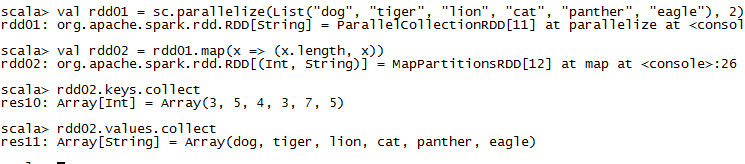 scala> val rdd01 = sc.parallelize(List("dog", "tiger", "lion", "cat", "panther", "eagle"), 2)
rdd01: org.apache.spark.rdd.RDD[String] = ParallelCollectionRDD[11] at parallelize at <consol
scala> val rdd02 = rdd01.map(x => (x.length, x))
rdd02: org.apache.spark.rdd.RDD[(Int, String)] = MapPartitionsRDD[12] at map at <console>:26
scala> rdd02.keys.collect
res10: Array[Int] = Array(3, 5, 4, 3, 7, 5)
scala> rdd02.values.collect
res11: Array[String] = Array(dog, tiger, lion, cat, panther, eagle)